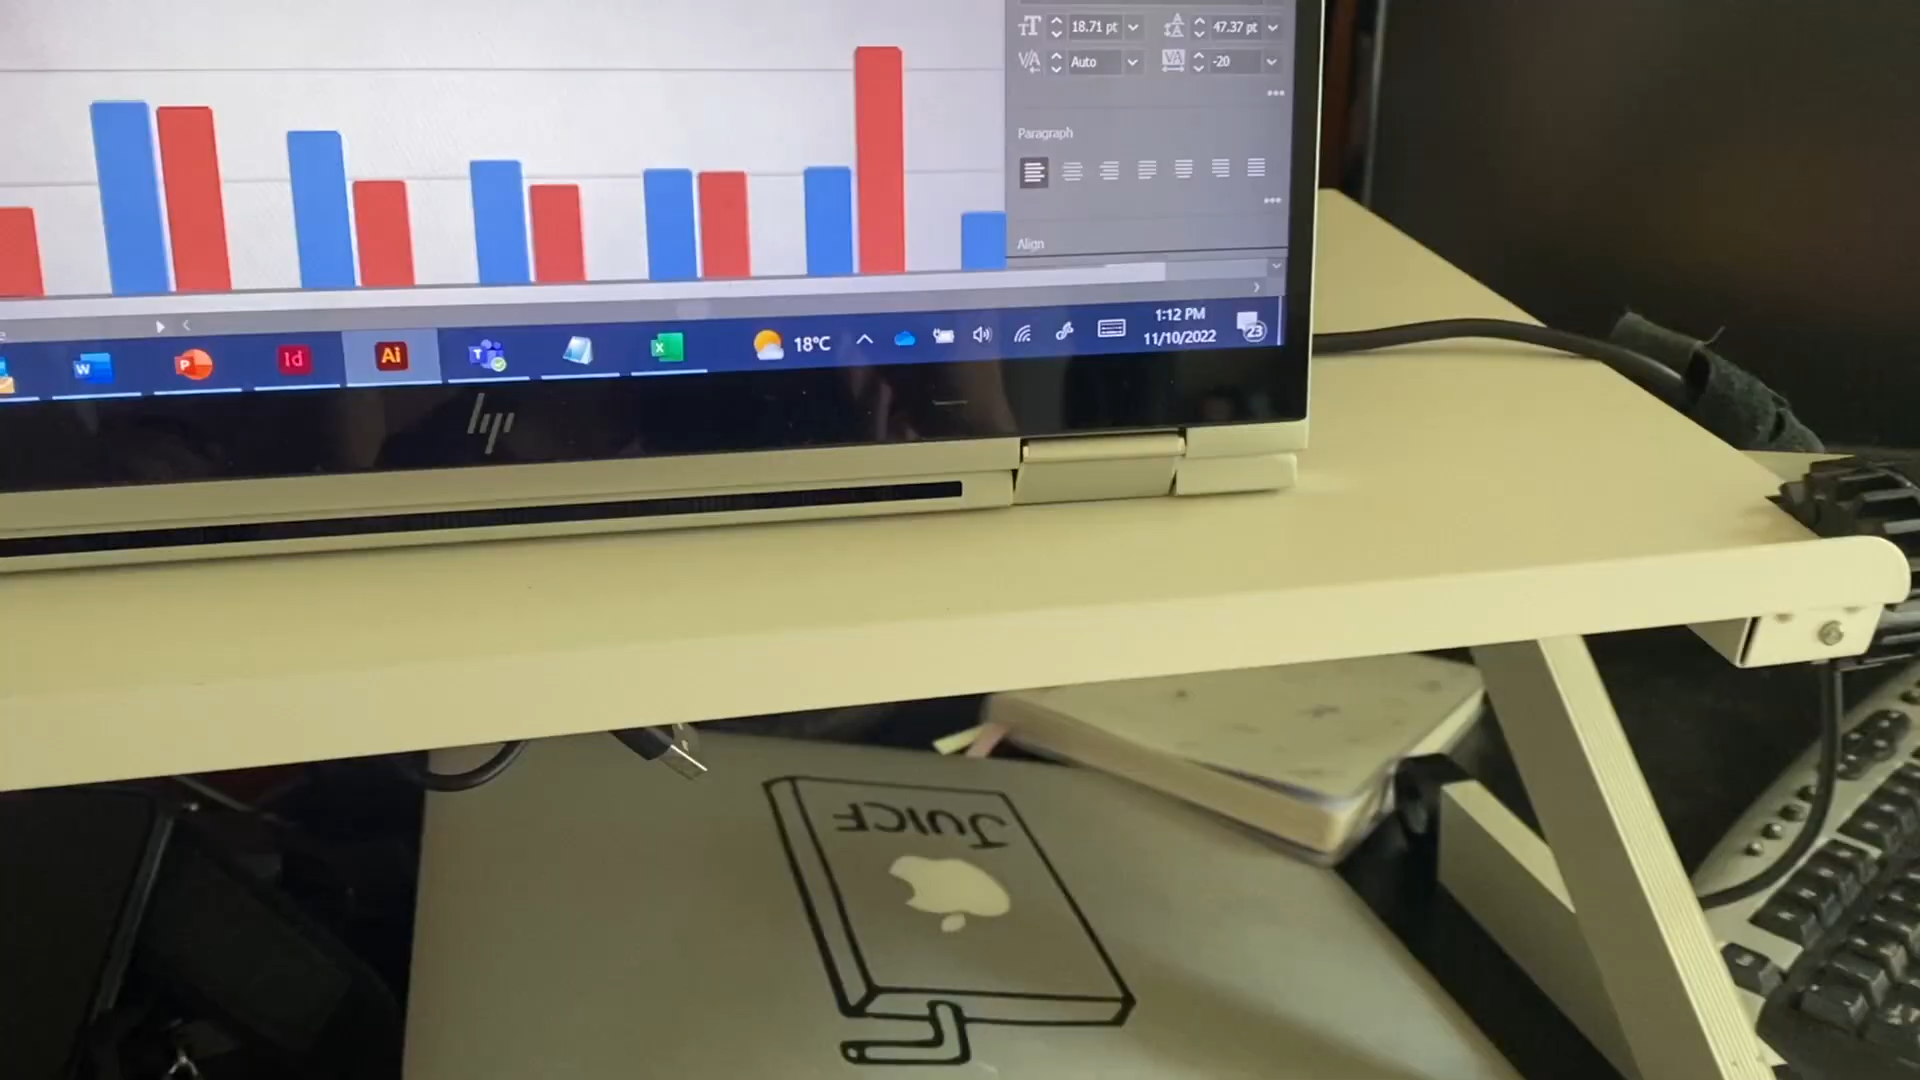 18.71 pt
47.37 pt
Auto
-20
Paragraph
Align
W
P
Id
Ai
T
X
18°C
1:12 PM
11/10/2022
23
hp
JUICE